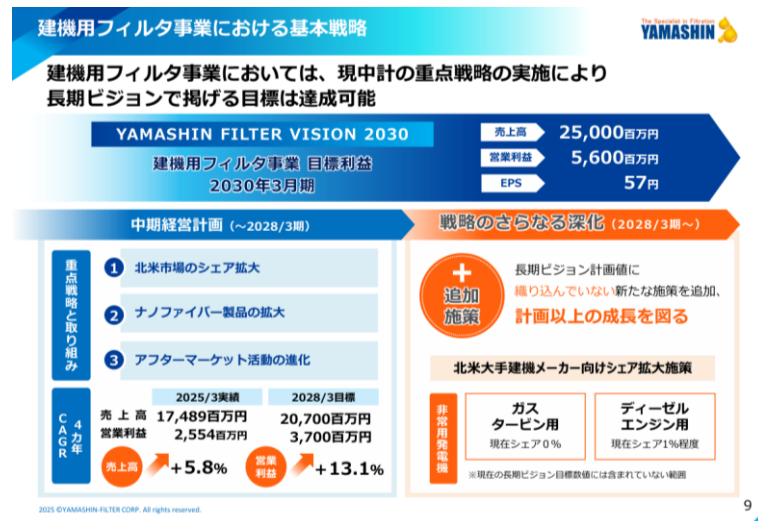 建機用フィルタ事業における基本戦略
The Specialist in Filtration
YAMASHIN
建機用フィルタ事業においては、現中計の重点戦略の実施により
長期ビジョンで掲げる目標は達成可能
YAMASHIN FILTER VISION 2030
建機用フィルタ事業 目標利益
2030年3月期
売上高 25,000百万円
営業利益 5,600百万円
EPS 57円
中期経営計画（～2028/3期）
重点戦略と取り組み
1 北米市場のシェア拡大
2 ナノファイバー製品の拡大
3 アフターマーケット活動の進化
4カ年
CAGR
2025/3実績 2028/3目標
売上高 17,489百万円 20,700百万円
営業利益 2,554百万円 3,700百万円
売上高 +5.8%
営業
利益 +13.1%
戦略のさらなる深化（2028/3期～）
+
追加
施策
長期ビジョン計画値に
織り込んでいない新たな施策を追加、
計画以上の成長を図る
北米大手建機メーカー向けシェア拡大施策
非常用発電機
ガス
タービン用
現在シェア０％
ディーゼル
エンジン用
現在シェア1%程度
※現在の長期ビジョン目標数値には含まれていない範囲
2025 ©YAMASHIN-FILTER CORP. All rights reserved.
9